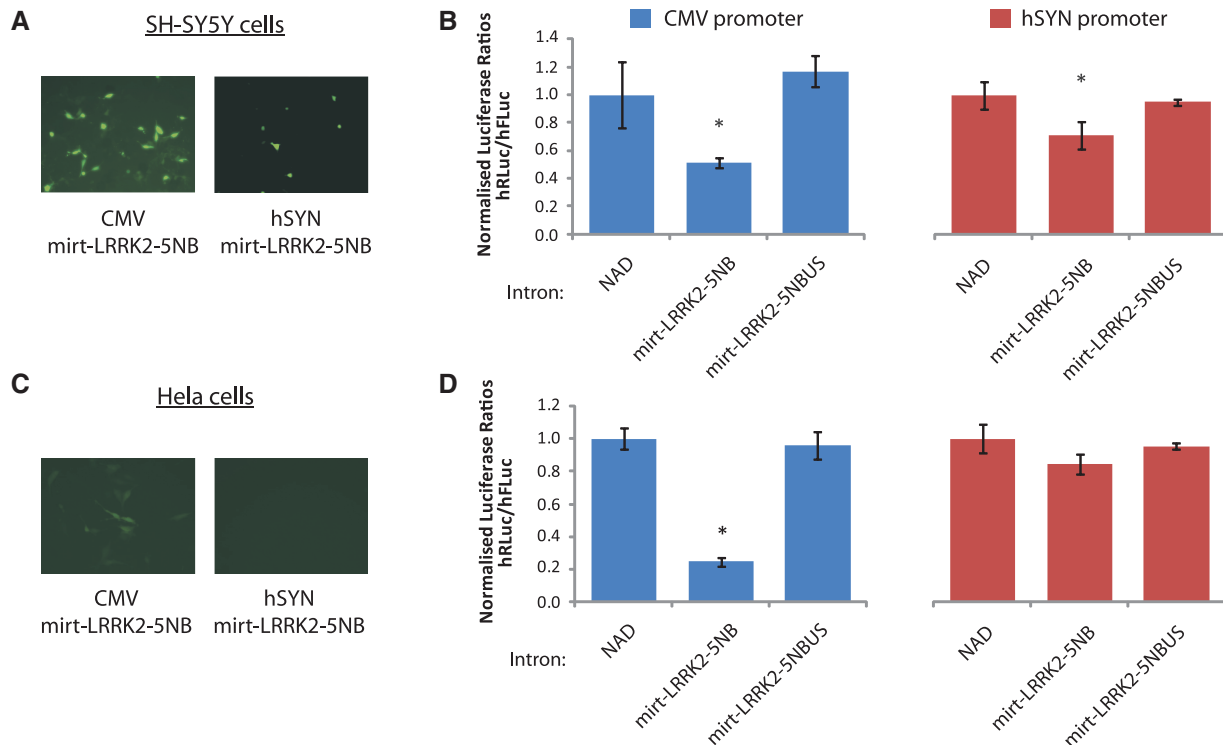 A
SH-SY5Y cells
CMV
mirt-LRRK2-5NB
hSYN
mirt-LRRK2-5NB
B
CMV promoter
hSYN promoter
Normalised Luciferase Ratios
hRLuc/hFLuc
1.4
1.2
1.0
0.8
0.6
0.4
0.2
0.0
*
*
Intron:
NAD
mirt-LRRK2-5NB
mirt-LRRK2-5NBUS
NAD
mirt-LRRK2-5NB
mirt-LRRK2-5NBUS
C
Hela cells
CMV
mirt-LRRK2-5NB
hSYN
mirt-LRRK2-5NB
D
Normalised Luciferase Ratios
hRLuc/hFLuc
1.2
1.0
0.8
0.6
0.4
0.2
0.0
*
Intron:
NAD
mirt-LRRK2-5NB
mirt-LRRK2-5NBUS
NAD
mirt-LRRK2-5NB
mirt-LRRK2-5NBUS